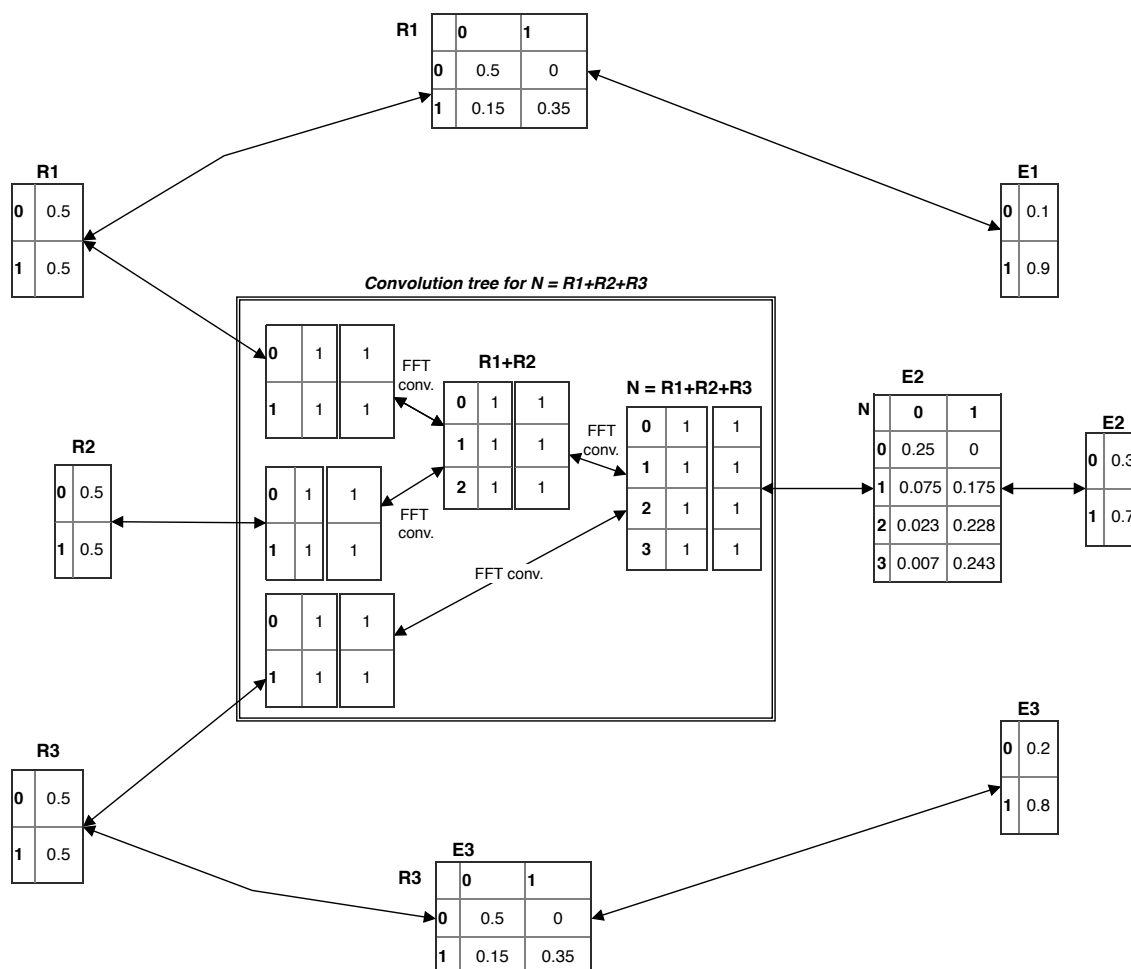 R1
0 1
0 0.5 0
1 0.15 0.35
R1
0 0.5
1 0.5
E1
0 0.1
1 0.9
Convolution tree for N = R1+R2+R3
0 1 1
1 1 1
FFT
conv.
R1+R2
0 1 1
1 1 1
2 1 1
N = R1+R2+R3
0 1 1
1 1 1
2 1 1
3 1 1
FFT
conv.
E2
N 0 1
0 0.25 0
1 0.075 0.175
2 0.023 0.228
3 0.007 0.243
E2
0 0.3
1 0.7
R2
0 0.5
1 0.5
0 1 1
1 1 1
FFT
conv.
FFT conv.
0 1 1
1 1 1
R3
0 0.5
1 0.5
E3
0 0.2
1 0.8
E3
R3 0 1
0 0.5 0
1 0.15 0.35